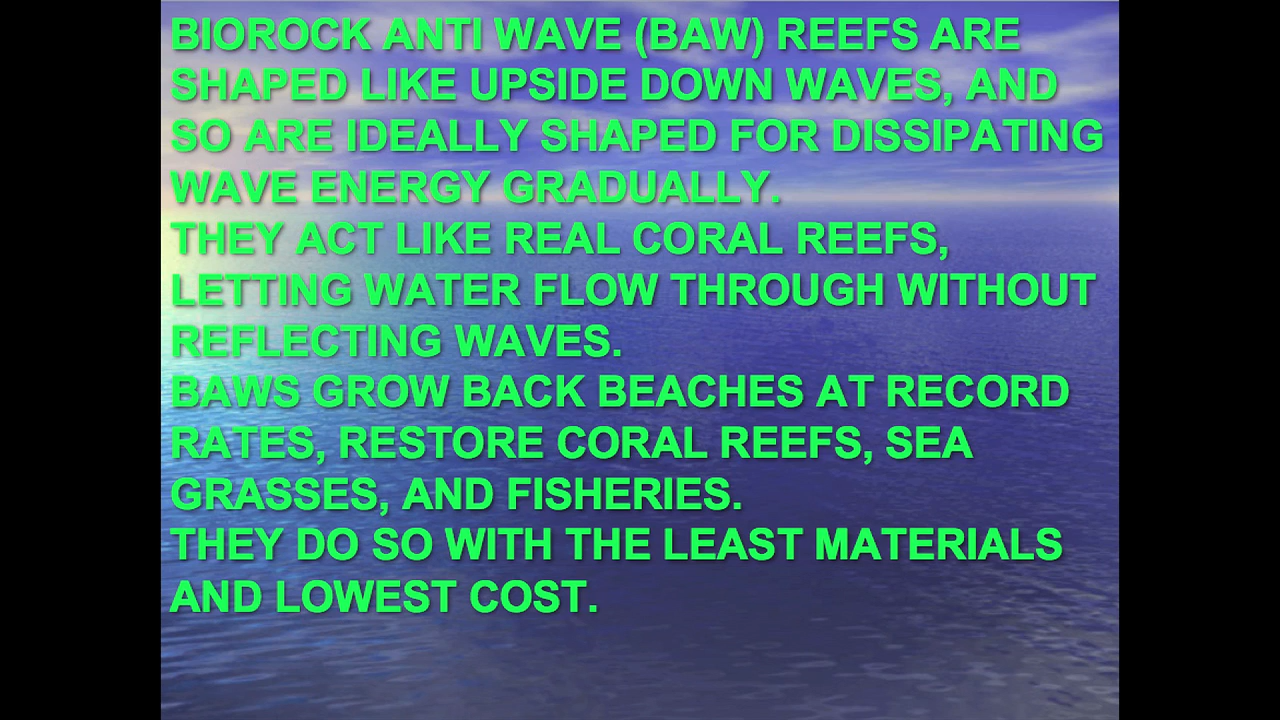 BIOROCK ANTI WAVE (BAW) REEFS ARE
SHAPED LIKE UPSIDE DOWN WAVES, AND
SO ARE IDEALLY SHAPED FOR DISSIPATING
WAVE ENERGY GRADUALLY.
THEY ACT LIKE REAL CORAL REEFS,
LETTING WATER FLOW THROUGH WITHOUT
REFLECTING WAVES.
BAWS GROW BACK BEACHES AT RECORD
RATES, RESTORE CORAL REEFS, SEA
GRASSES, AND FISHERIES.
THEY DO SO WITH THE LEAST MATERIALS
AND LOWEST COST.